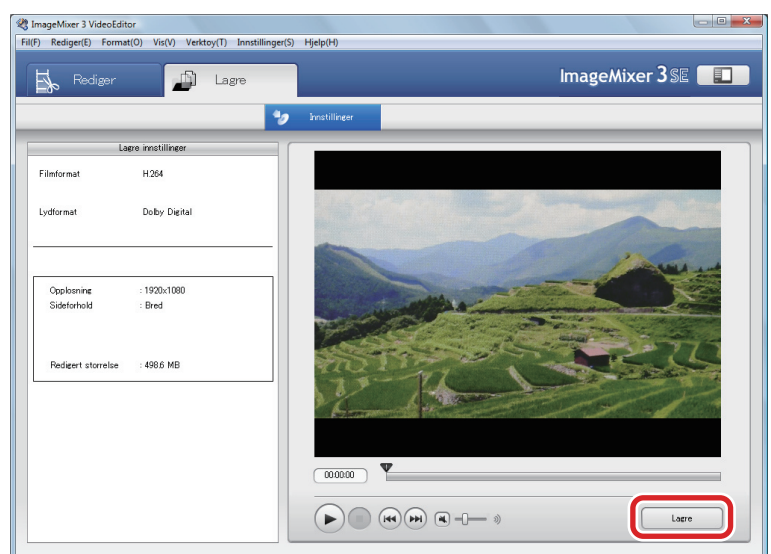 ImageMixer 3 VideoEditor
Fil(F) Rediger(E) Format(O) Vis(V) Verktoy(T) Innstillinger(S) Hjelp(H)
Rediger Lagre ImageMixer 3 SE
Innstillinger
Lagre innstillinger
Filmformat H.264
Lydformat Dolby Digital
Opplosning : 1920x1080
Sideforhold : Bred
Redigert storrelse : 498.6 MB
00:00:00
Lagre